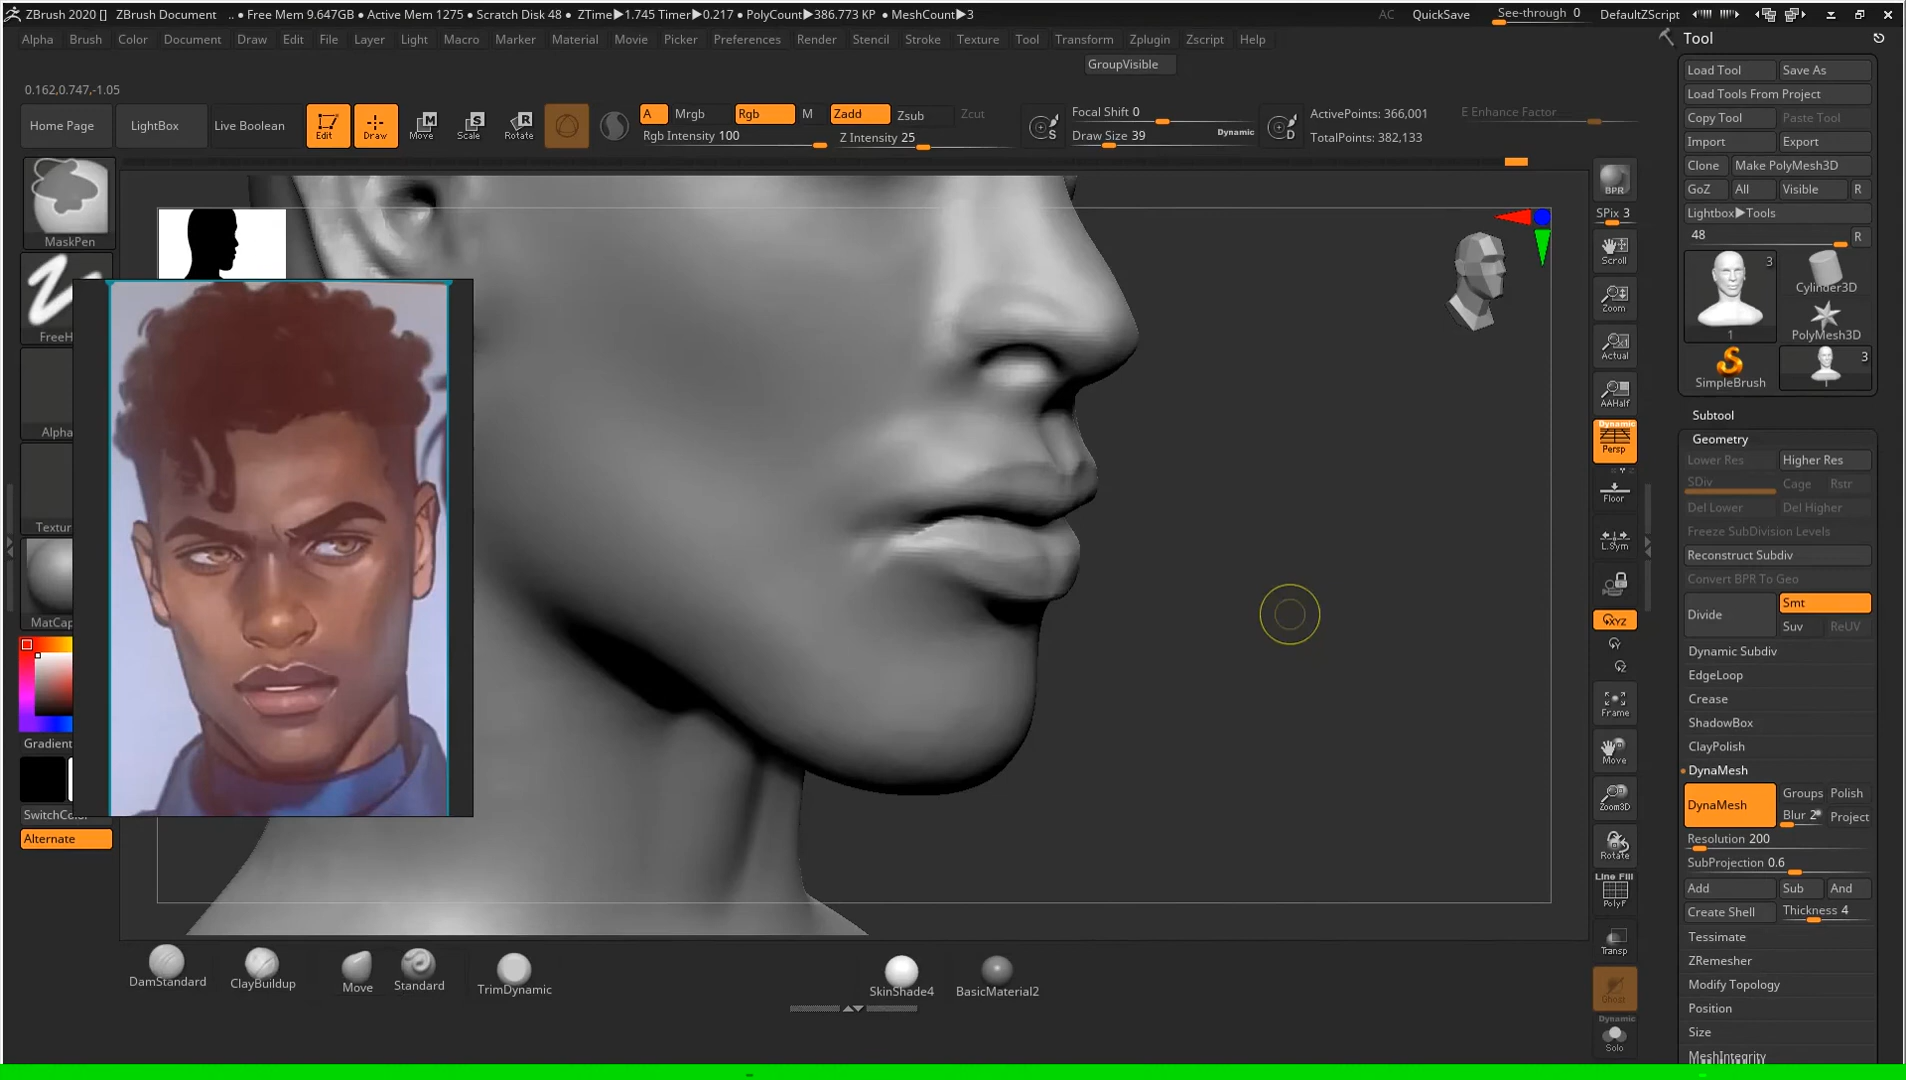 ZBrush 2020 [] ZBrush Document .. • Free Mem 9.647GB • Active Mem 1275 • Scratch Disk 48 • ZTime▶1.745 Timer▶0.217 • PolyCount▶386.773 KP • MeshCount▶3 AC QuickSave See-through 0 DefaultZScript
Alpha Brush Color Document Draw Edit File Layer Light Macro Marker Material Movie Picker Preferences Render Stencil Stroke Texture Tool Transform Zplugin Zscript Help
GroupVisible
0.162,0.747,-1.05
Home Page LightBox Live Boolean Edit Draw Move Scale Rotate
A Mrgb Rgb M Zadd Zsub Zcut
Rgb Intensity 100 Z Intensity 25
Focal Shift 0
Draw Size 39 Dynamic
ActivePoints: 366,001
TotalPoints: 382,133
E Enhance Factor
MaskPen
FreeH
Alpha
Textur
MatCap
Gradient
SwitchColor
Alternate
BPR
SPix 3
Scroll
Zoom
Actual
AAHalf
Dynamic
Persp
Floor
L.Sym
XYZ
Frame
Move
Zoom3D
Rotate
Line Fill
PolyF
Transp
Ghost
Dynamic
Solo
Tool
Load Tool Save As
Load Tools From Project
Copy Tool Paste Tool
Import Export
Clone Make PolyMesh3D
GoZ All Visible R
Lightbox▶Tools
48 R
3
Cylinder3D
1 PolyMesh3D
3
SimpleBrush 1
Subtool
Geometry
Lower Res Higher Res
SDiv Cage Rstr
Del Lower Del Higher
Freeze SubDivision Levels
Reconstruct Subdiv
Convert BPR To Geo
Divide Smt
Suv ReUV
Dynamic Subdiv
EdgeLoop
Crease
ShadowBox
ClayPolish
DynaMesh
DynaMesh Groups Polish
Blur 2 Project
Resolution 200
SubProjection 0.6
Add Sub And
Create Shell Thickness 4
Tessimate
ZRemesher
Modify Topology
Position
Size
MeshIntegrity
DamStandard ClayBuildup Move Standard TrimDynamic SkinShade4 BasicMaterial2